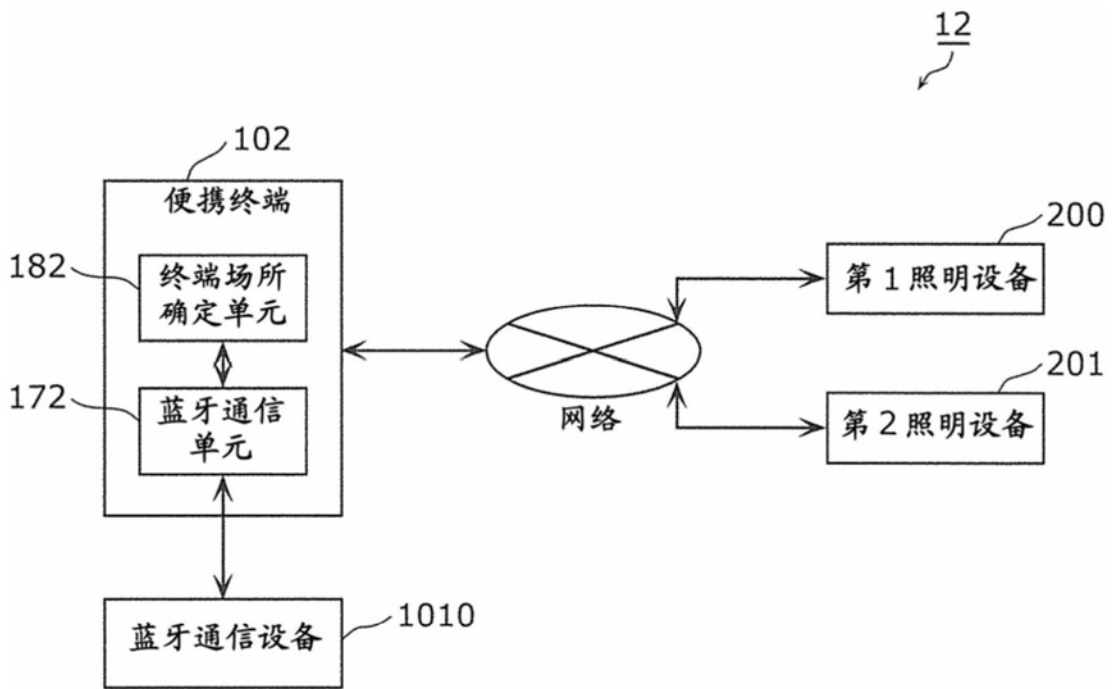 12
102
便携终端
182
终端场所
确定单元
172
蓝牙通信
单元
1010
蓝牙通信设备
网络
200
第1照明设备
201
第2照明设备